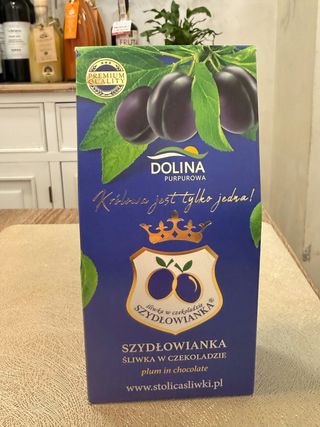 PREMIUM
QUALITY
DOLINA
PURPUROWA
Królowa jest tylko jedna!
śliwka w czekoladzie
SZYDŁOWIANKA®
SZYDŁOWIANKA
ŚLIWKA W CZEKOLADZIE
plum in chocolate
www.stolicasliwki.pl